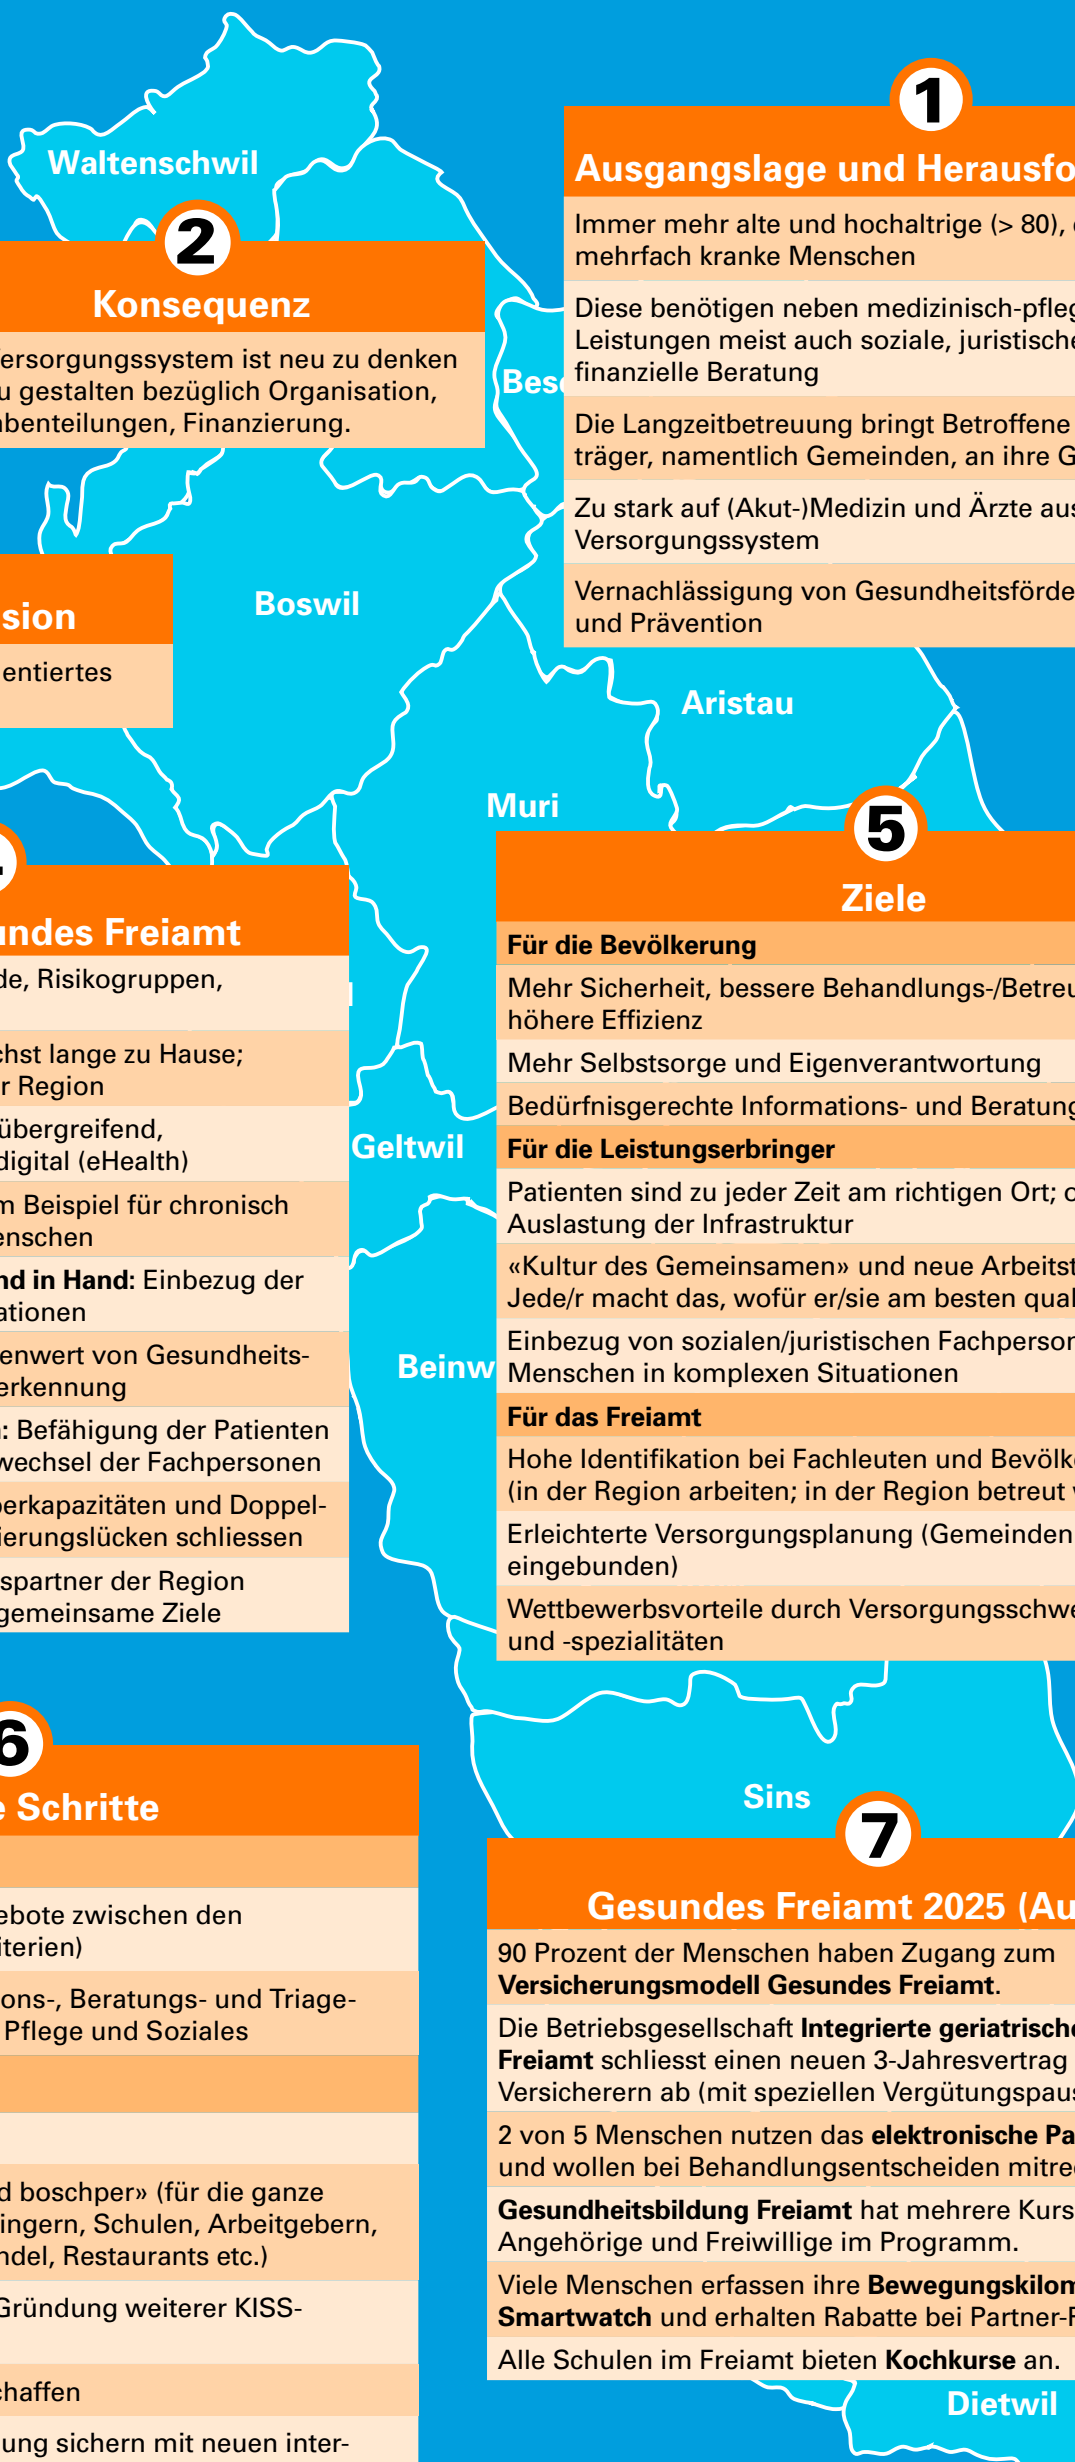 Waltenschwil
1
Ausgangslage und
Immer mehr alte und hochaltrige (> 80),
mehrfach kranke Menschen
Diese benötigen neben
Leistungen meist auch soziale,
finanzielle Beratung
Die Langzeitbetreuung bringt Betroffene
träger, namentlich Gemeinden, an ihre
Zu stark auf (Akut-)Medizin und Ärzte
Versorgungssystem
Vernachlässigung von
und Prävention
2
Konsequenz
ersorgungssystem ist neu zu denken
u gestalten bezüglich Organisation,
benteilungen, Finanzierung.
Bes
Boswil
sion
entiertes
Aristau
Muri
undes Freiamt
de, Risikogruppen,
chst lange zu Hause;
r Region
übergreifend,
digital (eHealth)
m Beispiel für chronisch
enschen
nd in Hand: Einbezug der
ationen
enwert von Gesundheits-
erkennung
: Befähigung der Patienten
wechsel der Fachpersonen
perkapazitäten und Doppel-
ierungslücken schliessen
spartner der Region
gemeinsame Ziele
Geltwil
Beinw
5
Ziele
Für die Bevölkerung
Mehr Sicherheit, bessere Behandlungs-/Betreu
höhere Effizienz
Mehr Selbstsorge und Eigenverantwortung
Bedürfnisgerechte Informations- und Beratung
Für die Leistungserbringer
Patienten sind zu jeder Zeit am richtigen Ort;
Auslastung der Infrastruktur
«Kultur des Gemeinsamen» und neue Arbeitst
Jede/r macht das, wofür er/sie am besten qual
Einbezug von sozialen/juristischen Fachperson
Menschen in komplexen Situationen
Für das Freiamt
Hohe Identifikation bei Fachleuten und Bevölk
(in der Region arbeiten; in der Region betreut
Erleichterte Versorgungsplanung (Gemeinden
eingebunden)
Wettbewerbsvorteile durch Versorgungsschwe
und -spezialitäten
6
e Schritte
ebote zwischen den
iterien)
ons-, Beratungs- und Triage-
Pflege und Soziales
d boschper» (für die ganze
ingern, Schulen, Arbeitgebern,
ndel, Restaurants etc.)
Gründung weiterer KISS-
chaffen
ung sichern mit neuen inter-
Sins
7
Gesundes Freiamt 2025 (Au
90 Prozent der Menschen haben Zugang zum
Versicherungsmodell Gesundes Freiamt.
Die Betriebsgesellschaft Integrierte geriatrische
Freiamt schliesst einen neuen 3-Jahresvertrag
Versicherern ab (mit speziellen Vergütungspaus
2 von 5 Menschen nutzen das elektronische Pa
und wollen bei Behandlungsentscheiden mitre
Gesundheitsbildung Freiamt hat mehrere Kurs
Angehörige und Freiwillige im Programm.
Viele Menschen erfassen ihre Bewegungskilom
Smartwatch und erhalten Rabatte bei Partner-F
Alle Schulen im Freiamt bieten Kochkurse an.
Dietwil